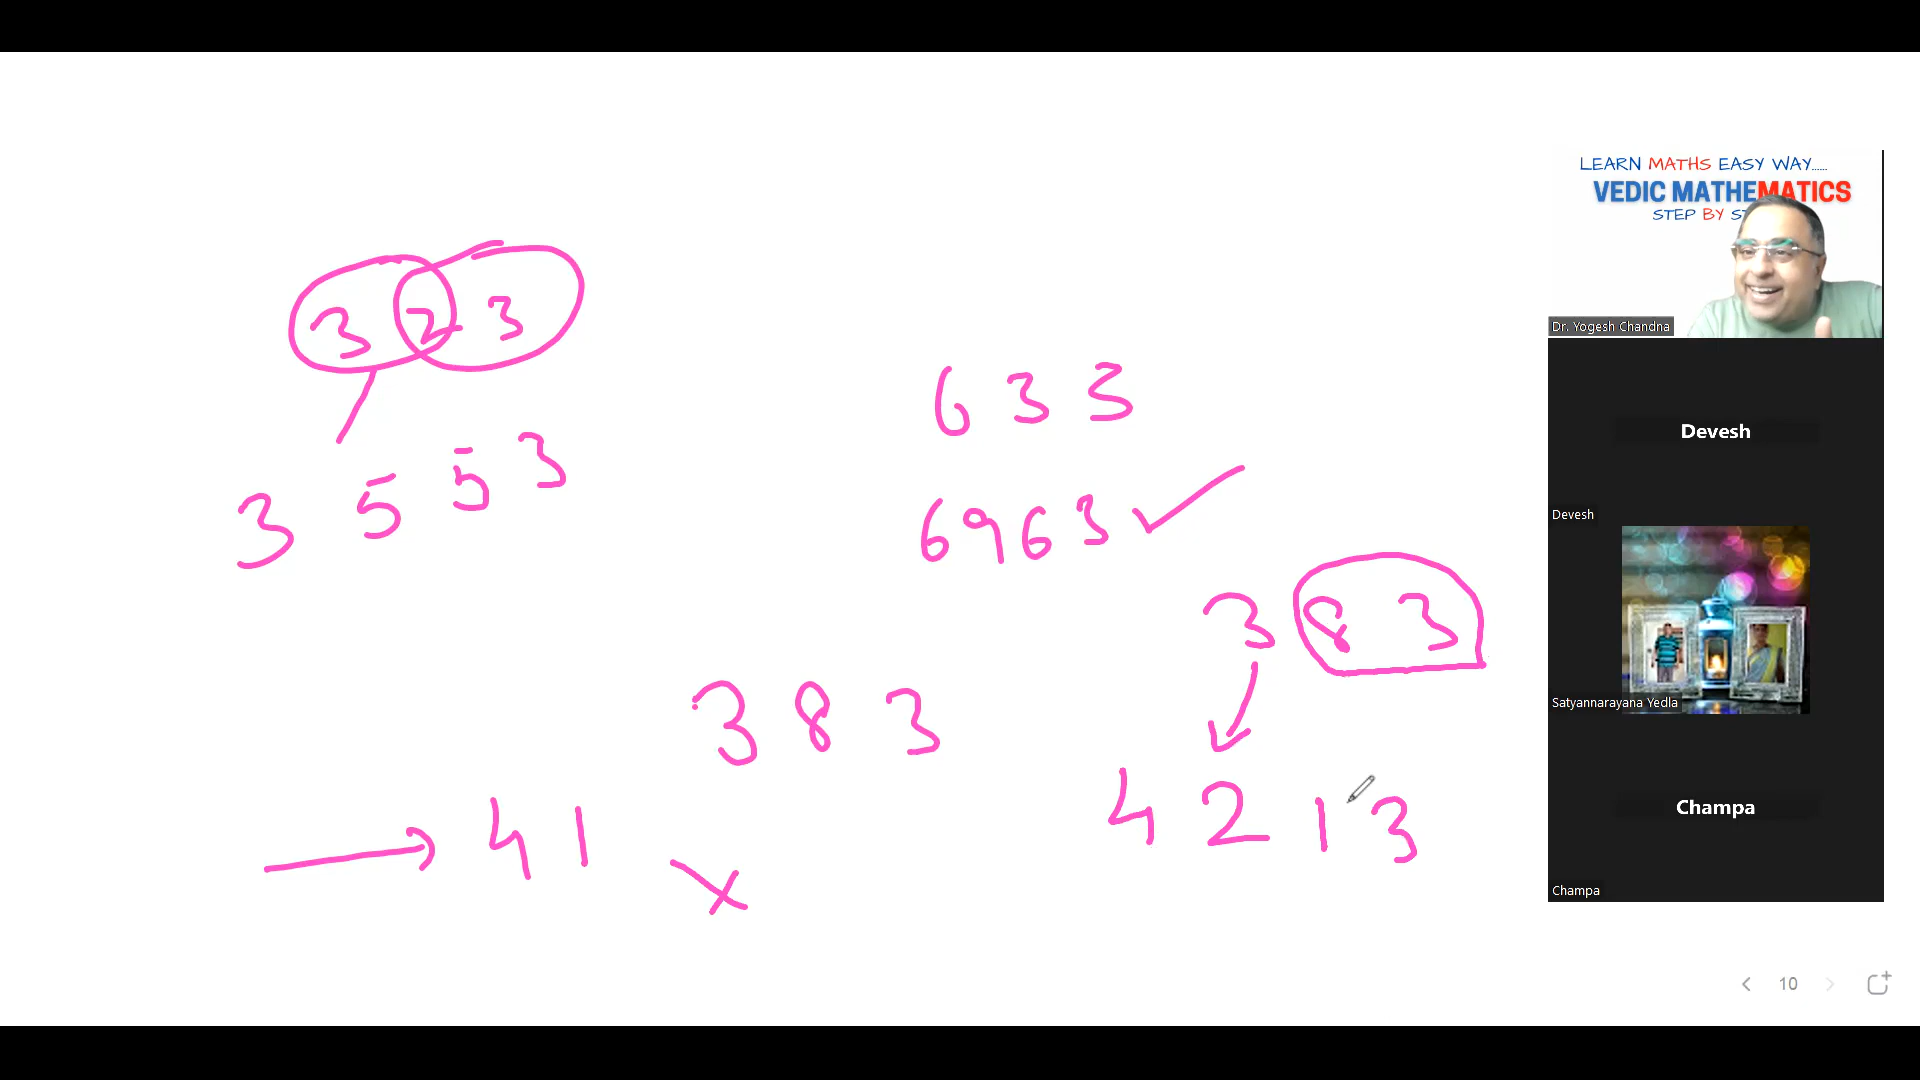 LEARN MATHS EASY WAY......
VEDIC MATHEMATICS
STEP BY
Dr. Yogesh Chandna
3 2 3
3 5 5 3
6 3 3
6 9 6 3 ✓
3 8 3
3 8 3
→ 4 1
×
4 2 1 3
Devesh
Devesh
Satyannarayana Yedla
Champa
Champa
< 10 >